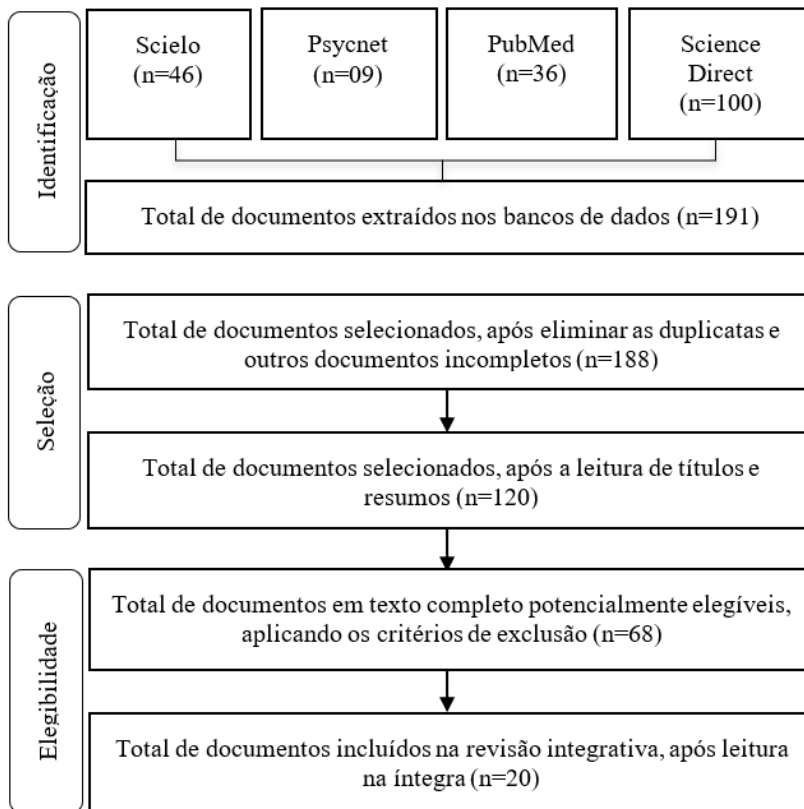 Identificação
Scielo
(n=46)
Psycnet
(n=09)
PubMed
(n=36)
Science
Direct
(n=100)
Total de documentos extraídos nos bancos de dados (n=191)
Seleção
Total de documentos selecionados, após eliminar as duplicatas e
outros documentos incompletos (n=188)
Total de documentos selecionados, após a leitura de títulos e
resumos (n=120)
Elegibilidade
Total de documentos em texto completo potencialmente elegíveis,
aplicando os critérios de exclusão (n=68)
Total de documentos incluídos na revisão integrativa, após leitura
na íntegra (n=20)